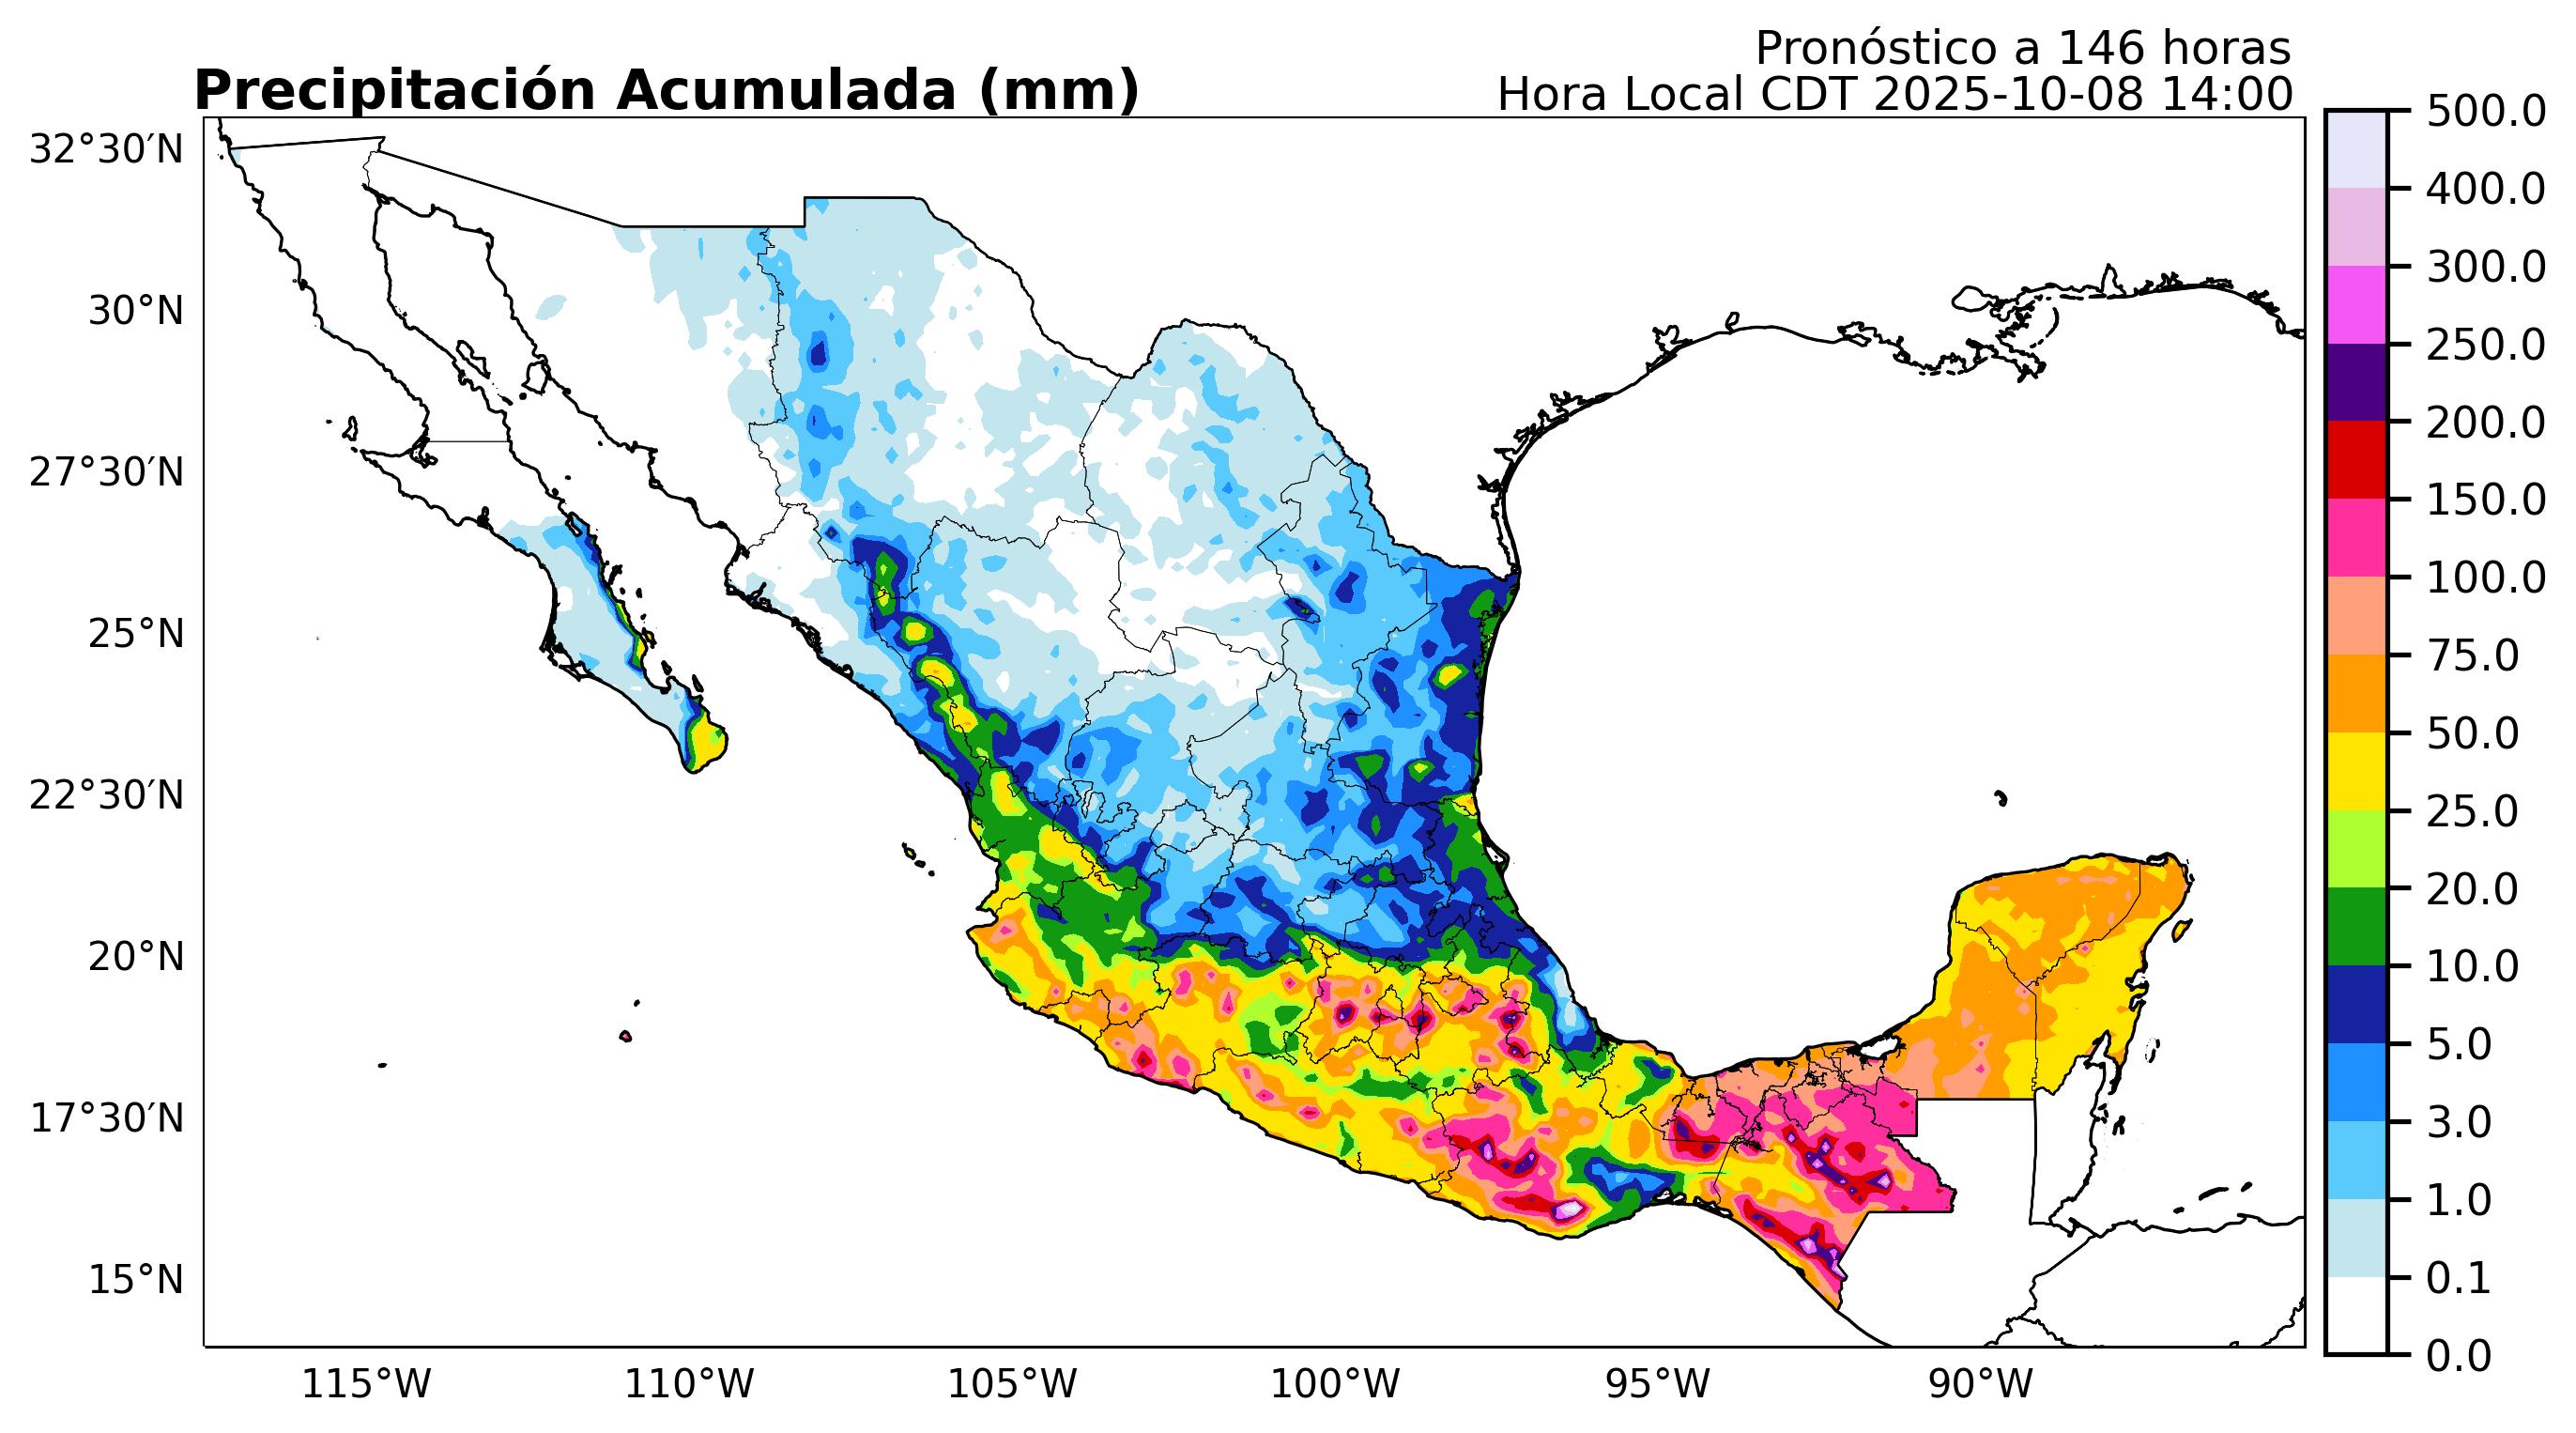 Pronóstico a 146 horas
Precipitación Acumulada (mm)
Hora Local CDT 2025-10-08 14:00
32°30′N
30°N
27°30′N
25°N
22°30′N
20°N
17°30′N
15°N
115°W
110°W
105°W
100°W
95°W
90°W
500.0
400.0
300.0
250.0
200.0
150.0
100.0
75.0
50.0
25.0
20.0
10.0
5.0
3.0
1.0
0.1
0.0